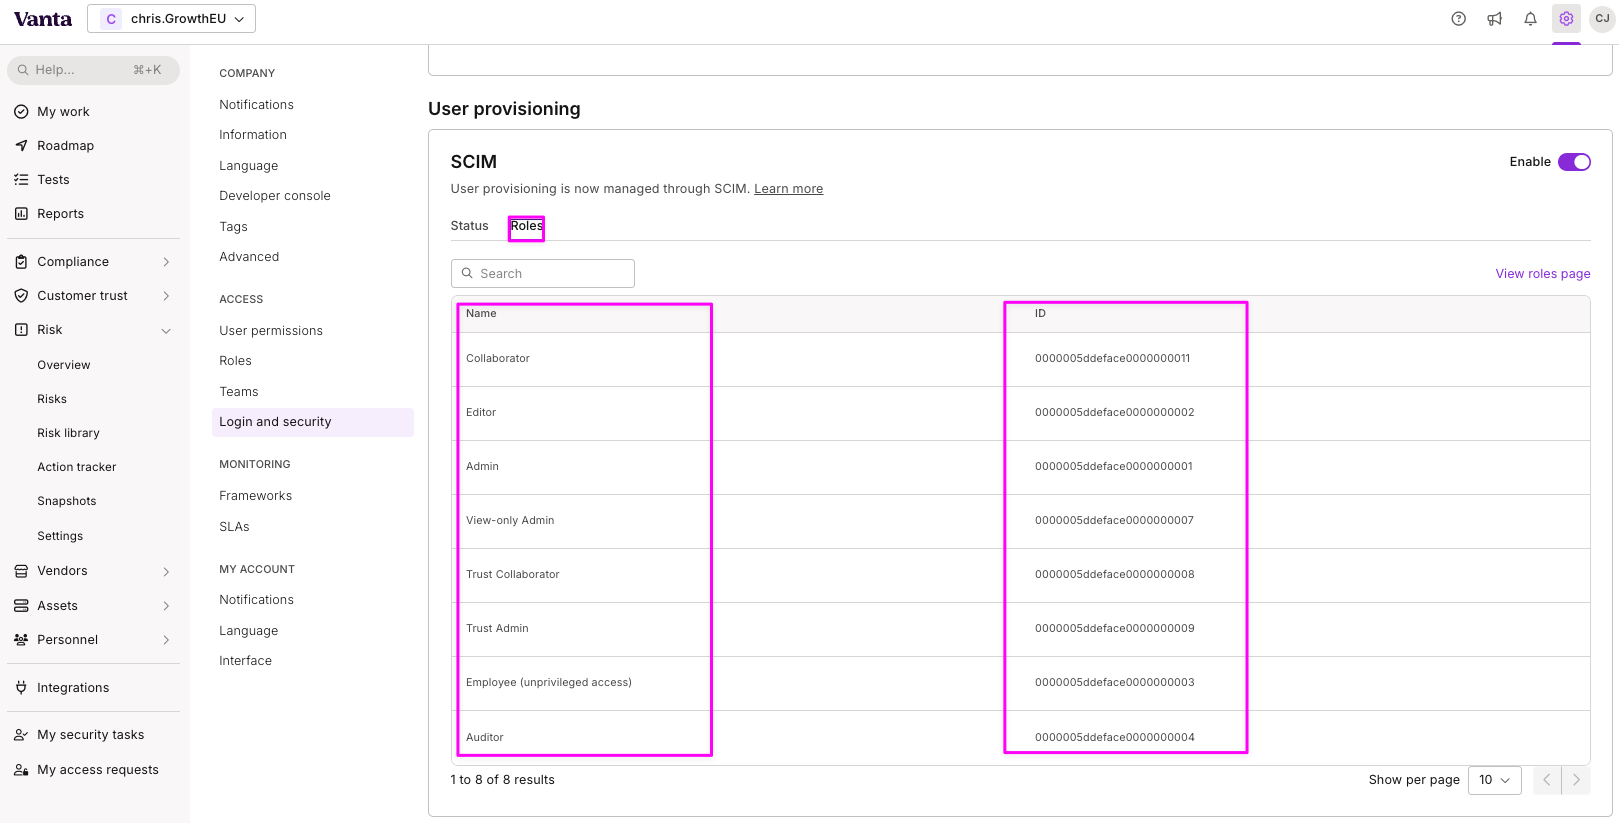 Vanta
C chris.GrowthEU
CJ
Help... ⌘+K
My work
Roadmap
Tests
Reports
Compliance
Customer trust
Risk
Overview
Risks
Risk library
Action tracker
Snapshots
Settings
Vendors
Assets
Personnel
Integrations
My security tasks
My access requests
COMPANY
Notifications
Information
Language
Developer console
Tags
Advanced
ACCESS
User permissions
Roles
Teams
Login and security
MONITORING
Frameworks
SLAs
MY ACCOUNT
Notifications
Language
Interface
User provisioning
SCIM
Enable
User provisioning is now managed through SCIM. Learn more
Status Roles
Search
View roles page
Name ID
Collaborator 0000005ddeface0000000011
Editor 0000005ddeface0000000002
Admin 0000005ddeface0000000001
View-only Admin 0000005ddeface0000000007
Trust Collaborator 0000005ddeface0000000008
Trust Admin 0000005ddeface0000000009
Employee (unprivileged access) 0000005ddeface0000000003
Auditor 0000005ddeface0000000004
1 to 8 of 8 results
Show per page 10